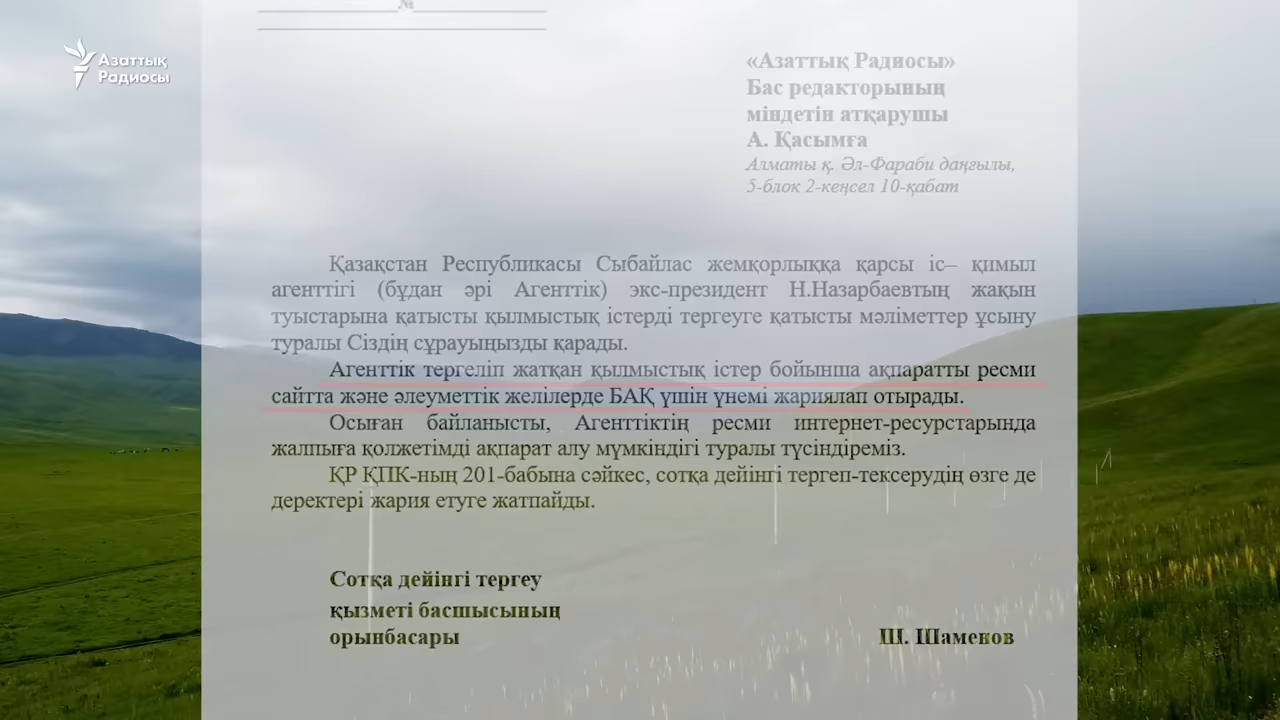 №
Азаттық
Радиосы
«Азаттық Радиосы»
Бас редакторының
міндетін атқарушы
А. Қасымға
Алматы қ. Әл-Фараби даңғылы,
5-блок 2-кеңсел 10-қабат
Қазақстан Республикасы Сыбайлас жемқорлыққа қарсы іс– қимыл
агенттігі (бұдан әрі Агенттік) экс-президент Н.Назарбаевтың жақын
туыстарына қатысты қылмыстық істерді тергеуге қатысты мәліметтер ұсыну
туралы Сіздің сұрауыңызды қарады.
Агенттік тергеліп жатқан қылмыстық істер бойынша ақпаратты ресми
сайтта және әлеуметтік желілерде БАҚ үшін үнемі жариялап отырады.
Осыған байланысты, Агенттіктің ресми интернет-ресурстарында
жалпыға қолжетімді ақпарат алу мүмкіндігі туралы түсіндіреміз.
ҚР ҚПК-ның 201-бабына сәйкес, сотқа дейінгі тергеп-тексерудің өзге де
деректері жария етуге жатпайды.
Сотқа дейінгі тергеу
қызметі басшысының
орынбасары
Ш. Шаменов